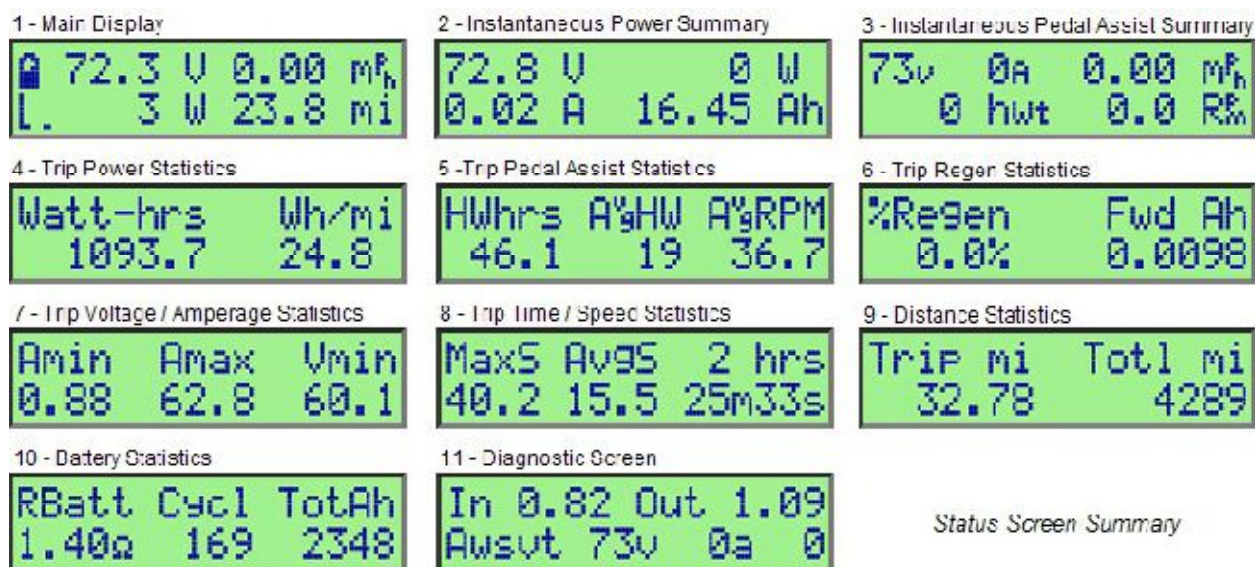 1 - Main Display
72.3 V 0.00 mph
3 W 23.8 mi
2 - Instantaneous Power Summary
72.8 V 0 W
0.02 A 16.45 Ah
3 - Instantaneous Pedal Assist Summary
73v 0A 0.00 mph
0 hwt 0.0 RPM
4 - Trip Power Statistics
Watt-hrs Wh/mi
1093.7 24.8
5 -Trip Pedal Assist Statistics
HWhrs AvgHW AvgRPM
46.1 19 36.7
6 - Trip Regen Statistics
%Regen Fwd Ah
0.0% 0.0098
7 - Trip Voltage / Amperage Statistics
Amin Amax Vmin
0.88 62.8 60.1
8 - Trip Time / Speed Statistics
MaxS AvgS 2 hrs
40.2 15.5 25m33s
9 - Distance Statistics
Trip mi Totl mi
32.78 4289
10 - Battery Statistics
RBatt Cycl TotAh
1.40Ω 169 2348
11 - Diagnostic Screen
In 0.82 Out 1.09
Awsvt 73v 0a 0
Status Screen Summary